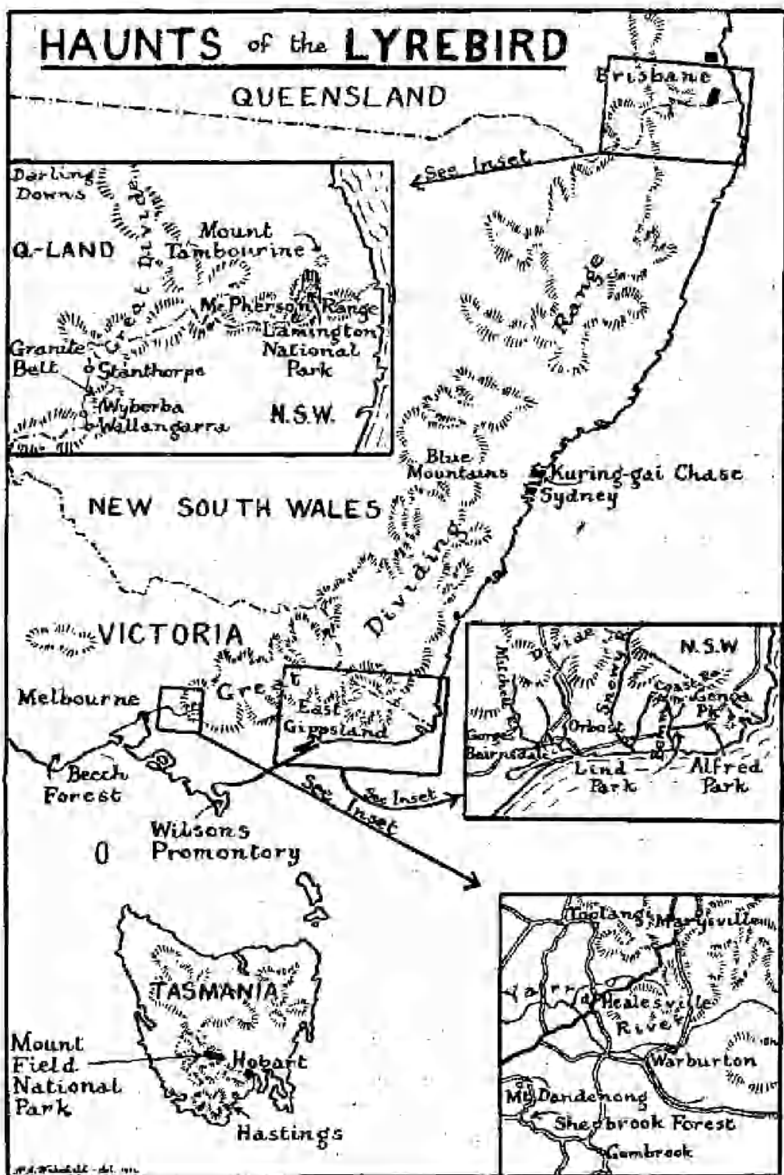 HAUNTS of the LYREBIRD
Brisbane
QUEENSLAND
See Inset
Darling
Downs
Great Divide
Mount
Tambourine
Q-LAND
McPherson Range
Lamington
National
Park
Granite
Belt
Stanthorpe
Wyberba
Wallangarra
N.S.W.
Great Dividing Range
Blue
Mountains
Kuring-gai Chase
Sydney
NEW SOUTH WALES
VICTORIA
Melbourne
East
Gippsland
Beech
Forest
Wilsons
Promontory
See Inset
See Inset
N.S.W
Divide
Mitchell R
Snowy R
Coast Ra
Genoa
Pk
Gorge
Bairnsdale
Orbost
Lind
Park
Alfred
Park
Toolangi
Marysville
Yarra
River
Healesville
Warburton
Mt Dandenong
Sherbrook Forest
Gembrook
TASMANIA
Mount
Field
National
Park
Hobart
Hastings